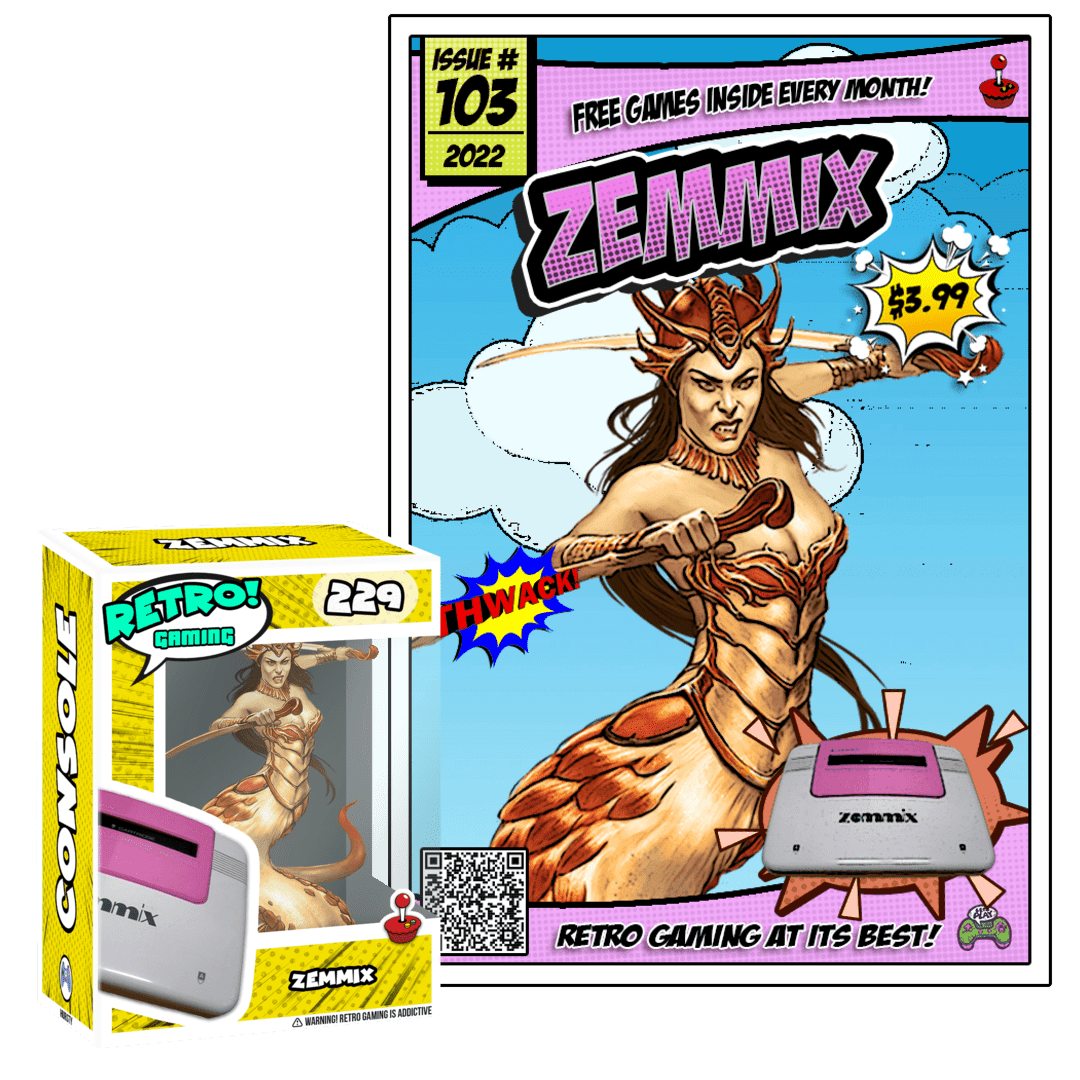 ISSUE #
103
2022
FREE GAMES INSIDE EVERY MONTH!
ZEMMIX
$3.99
THWACK!
zemmix
RETRO GAMING AT ITS BEST!
ZEMMIX
RETRO!
GAMING
229
CONSOLE
mmix
ZEMMIX
WARNING! RETRO GAMING IS ADDICTIVE